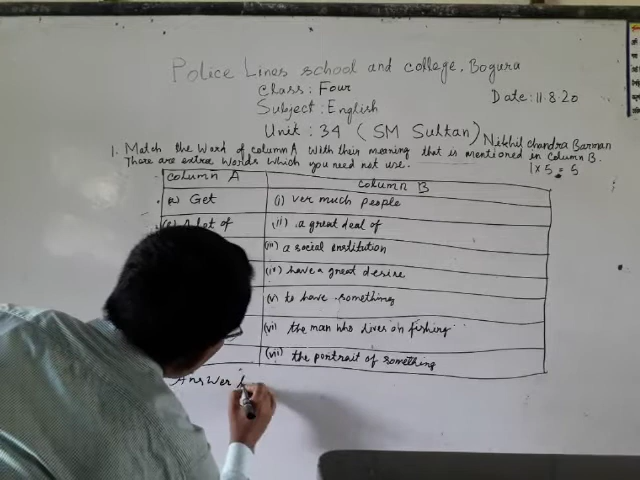 Police Lines school and college, Bogura
Class: Four
Date: 11.8.20
Subject: English
Unit: 34 (SM Sultan) Nikhil Chandra Barman
1. Match the word of column A with their meaning that is mentioned in column B.
There are extra words which you need not use. 1 x 5 = 5
Column A Column B
(a) Get (i) ver much people
A lot of (ii) a great deal of
(iii) a social institution
(iv) have a great desire
(v) to have something
(vi) the man who lives on fishing
(vii) the portrait of something
Answer